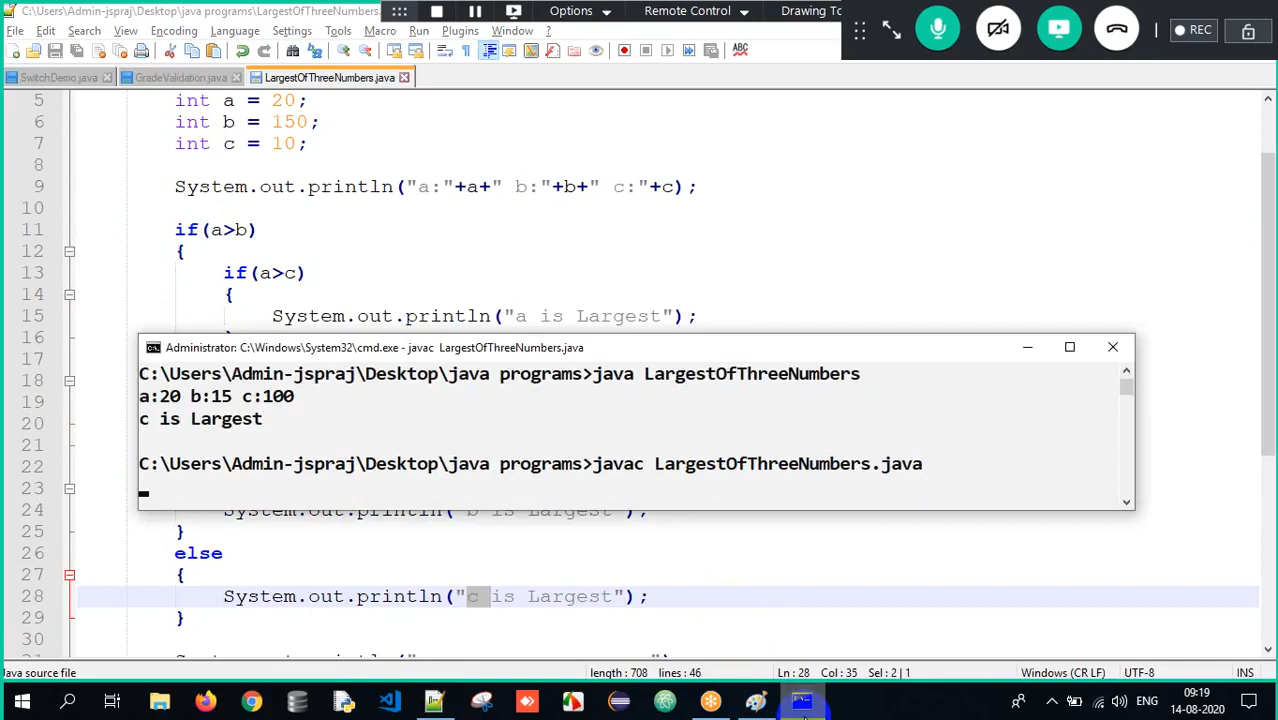 C:\Users\Admin-jspraj\Desktop\java programs\LargestOfThreeNumbers.
Options
Remote Control
Drawing To
REC
File Edit Search View Encoding Language Settings Tools Macro Run Plugins Window ?
SwitchDemo.java
GradeValidation.java
LargestOfThreeNumbers.java
5 int a = 20;
6 int b = 150;
7 int c = 10;
8
9 System.out.println("a:"+a+" b:"+b+" c:"+c);
10
11 if(a>b)
12 {
13 if(a>c)
14 {
15 System.out.println("a is Largest");
16
17
18
19
20
21
22
23
Administrator: C:\Windows\System32\cmd.exe - javac LargestOfThreeNumbers.java
C:\Users\Admin-jspraj\Desktop\java programs>java LargestOfThreeNumbers
a:20 b:15 c:100
c is Largest
C:\Users\Admin-jspraj\Desktop\java programs>javac LargestOfThreeNumbers.java
24 System.out.println("b is Largest");
25 }
26 else
27 {
28 System.out.println("c is Largest");
29 }
30
Java source file
length : 708 lines : 46
Ln : 28 Col : 35 Sel : 2 | 1
Windows (CR LF)
UTF-8
INS
ENG
09:19
14-08-2020